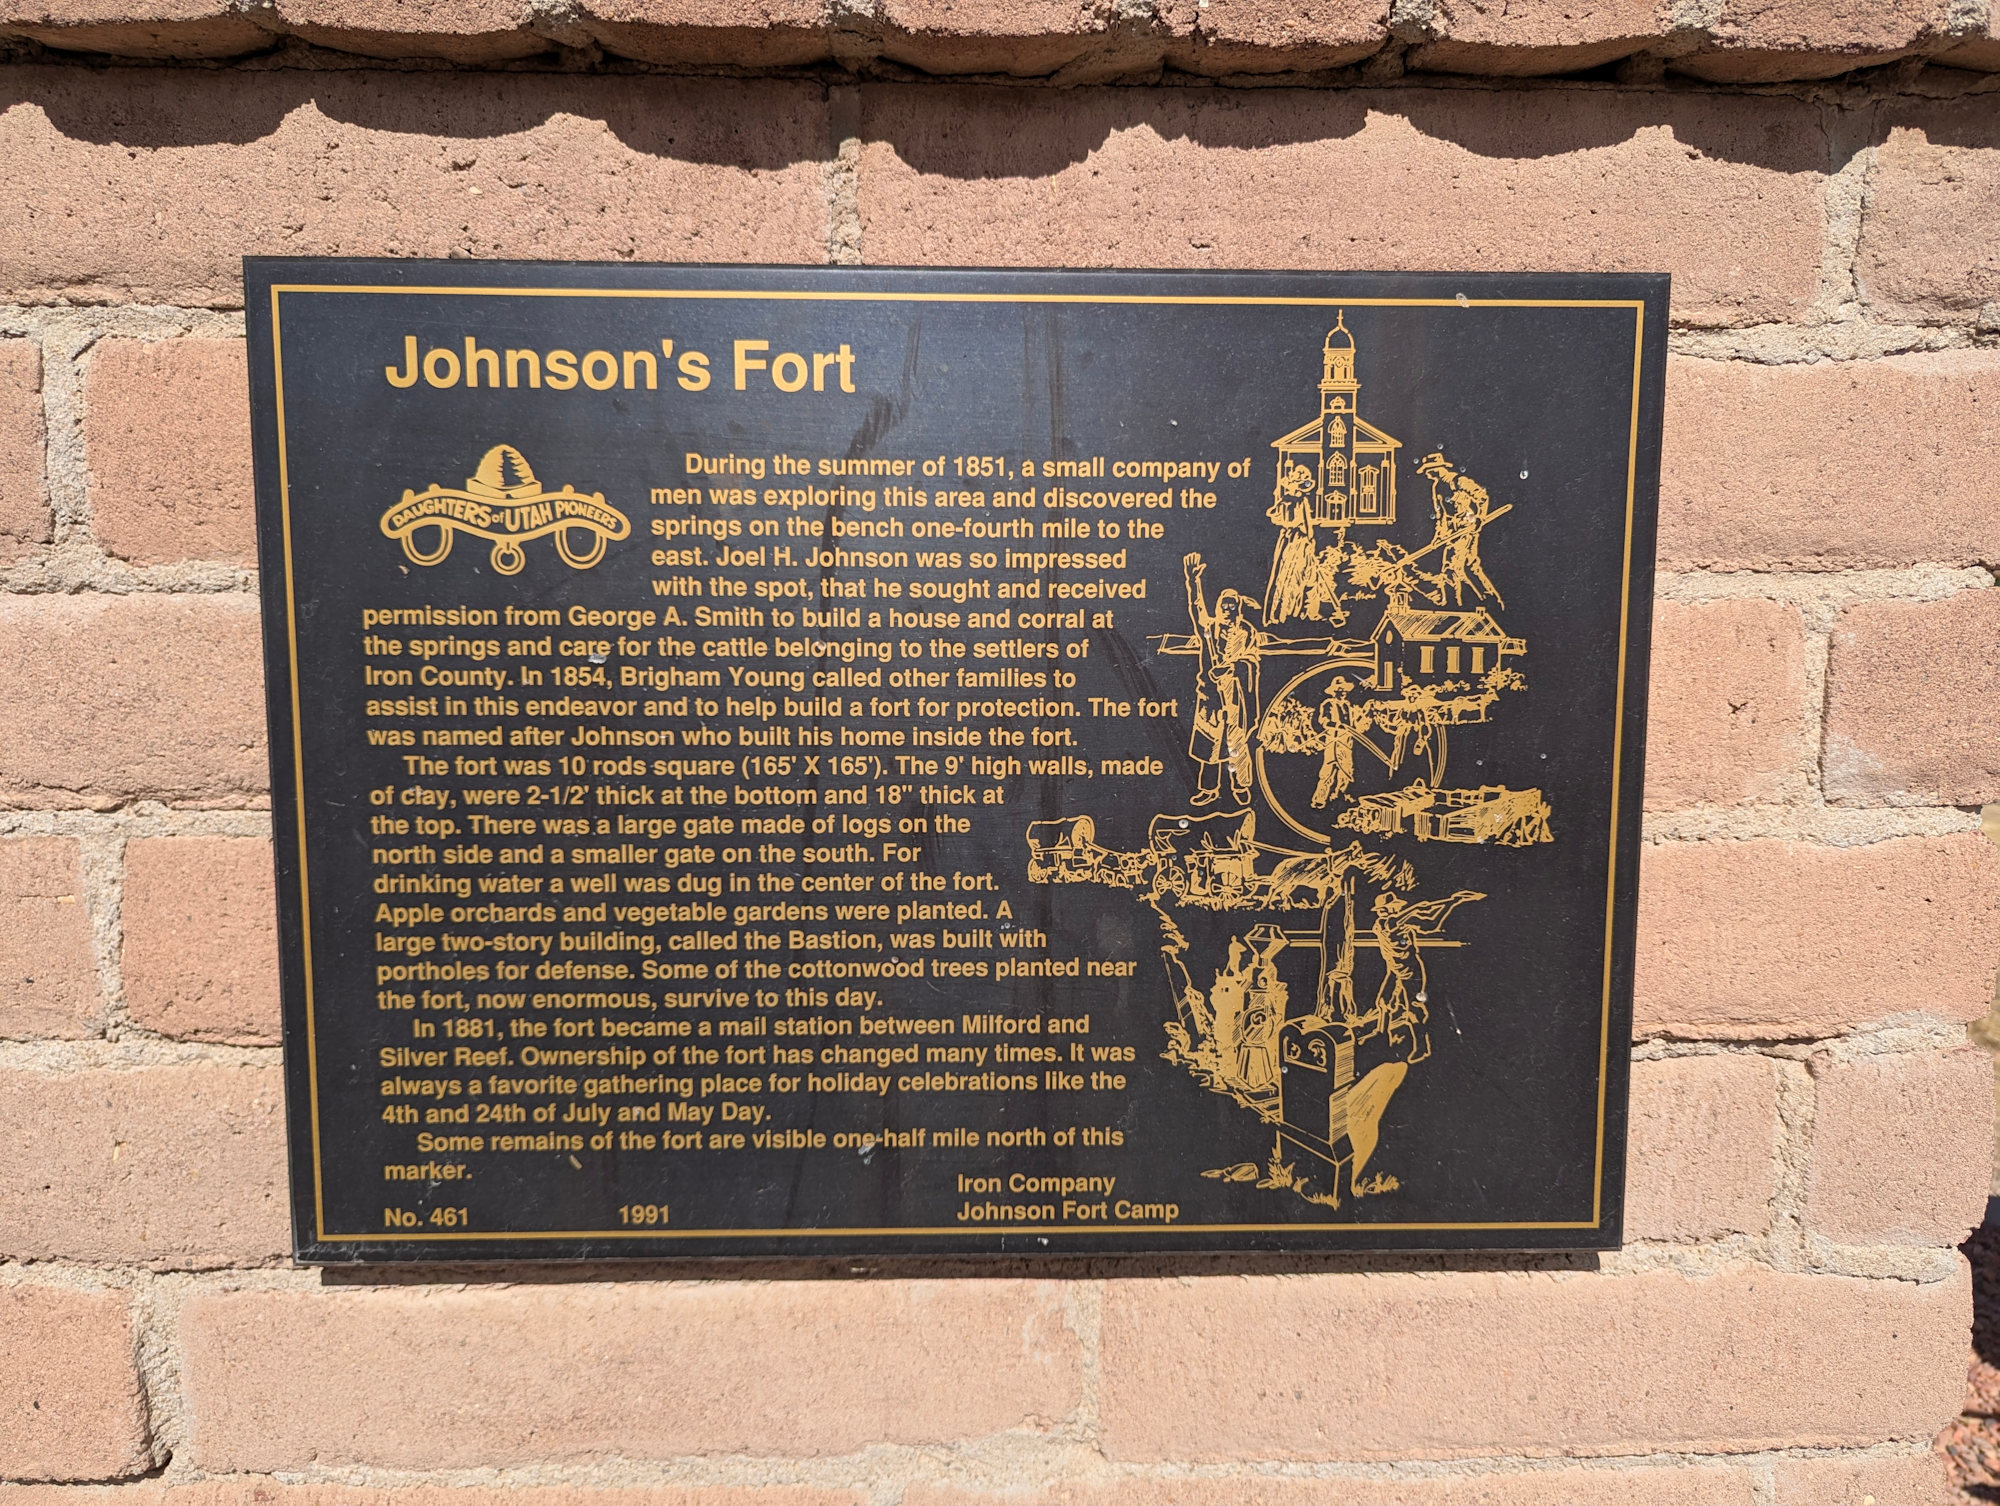 Johnson's Fort
DAUGHTERS of UTAH PIONEERS
During the summer of 1851, a small company of
men was exploring this area and discovered the
springs on the bench one-fourth mile to the
east. Joel H. Johnson was so impressed
with the spot, that he sought and received
permission from George A. Smith to build a house and corral at
the springs and care for the cattle belonging to the settlers of
Iron County. In 1854, Brigham Young called other families to
assist in this endeavor and to help build a fort for protection. The fort
was named after Johnson who built his home inside the fort.
The fort was 10 rods square (165' X 165'). The 9' high walls, made
of clay, were 2-1/2' thick at the bottom and 18" thick at
the top. There was a large gate made of logs on the
north side and a smaller gate on the south. For
drinking water a well was dug in the center of the fort.
Apple orchards and vegetable gardens were planted. A
large two-story building, called the Bastion, was built with
portholes for defense. Some of the cottonwood trees planted near
the fort, now enormous, survive to this day.
In 1881, the fort became a mail station between Milford and
Silver Reef. Ownership of the fort has changed many times. It was
always a favorite gathering place for holiday celebrations like the
4th and 24th of July and May Day.
Some remains of the fort are visible one-half mile north of this
marker.
Iron Company
No. 461 1991 Johnson Fort Camp